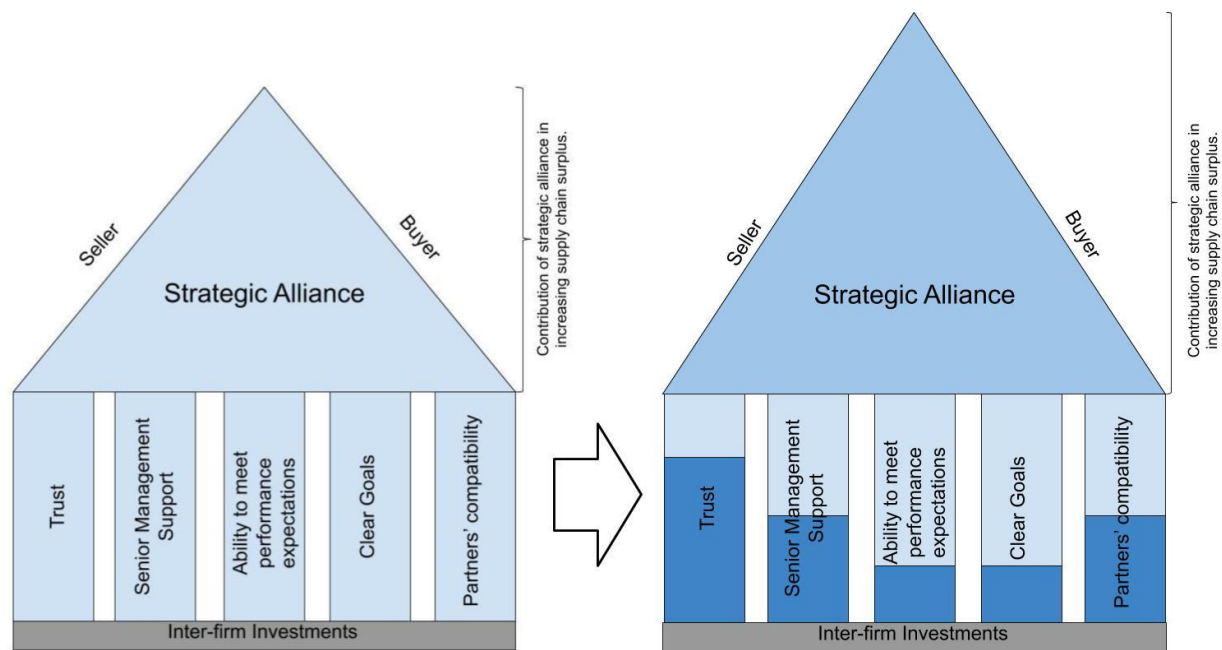 Seller
Buyer
Strategic Alliance
Contribution of strategic alliance in
increasing supply chain surplus.
Trust
Senior Management
Support
Ability to meet
performance
expectations
Clear Goals
Partners' compatibility
Inter-firm Investments
Seller
Buyer
Strategic Alliance
Contribution of strategic alliance in
increasing supply chain surplus.
Trust
Senior Management
Support
Ability to meet
performance
expectations
Clear Goals
Partners' compatibility
Inter-firm Investments